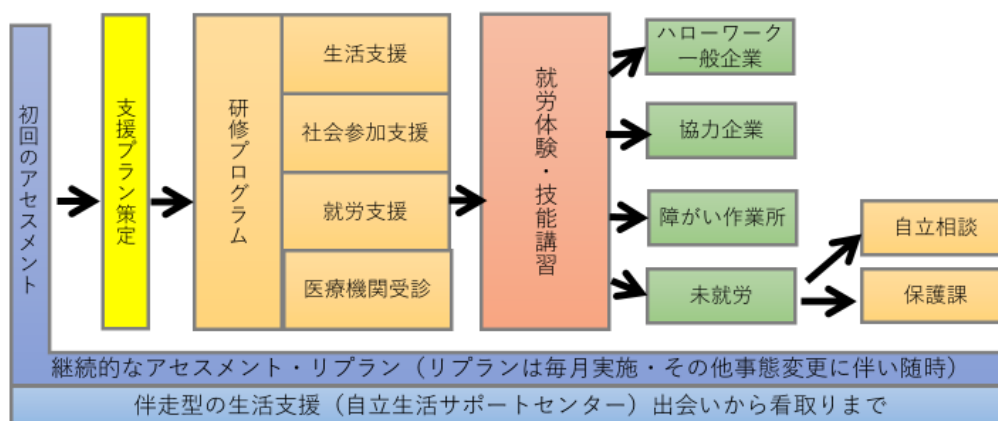 初回のアセスメント
支援プラン策定
研修プログラム
生活支援
社会参加支援
就労支援
医療機関受診
就労体験・技能講習
ハローワーク
一般企業
協力企業
障がい作業所
未就労
自立相談
保護課
継続的なアセスメント・リプラン（リプランは毎月実施・その他事態変更に伴い随時）
伴走型の生活支援（自立生活サポートセンター）出会いから看取りまで